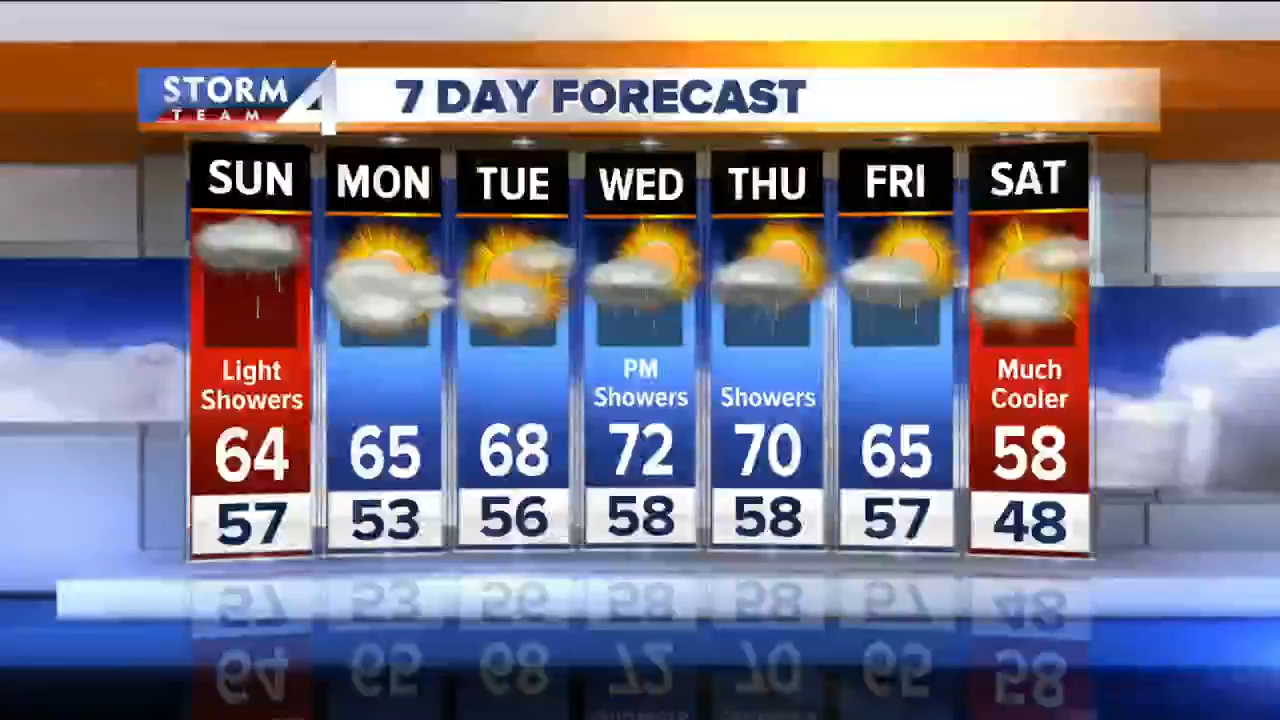 STORM
TEAM
4
7 DAY FORECAST
SUN
MON
TUE
WED
THU
FRI
SAT
Light
Showers
PM
Showers
Showers
Much
Cooler
64
65
68
72
70
65
58
57
53
56
58
58
57
48